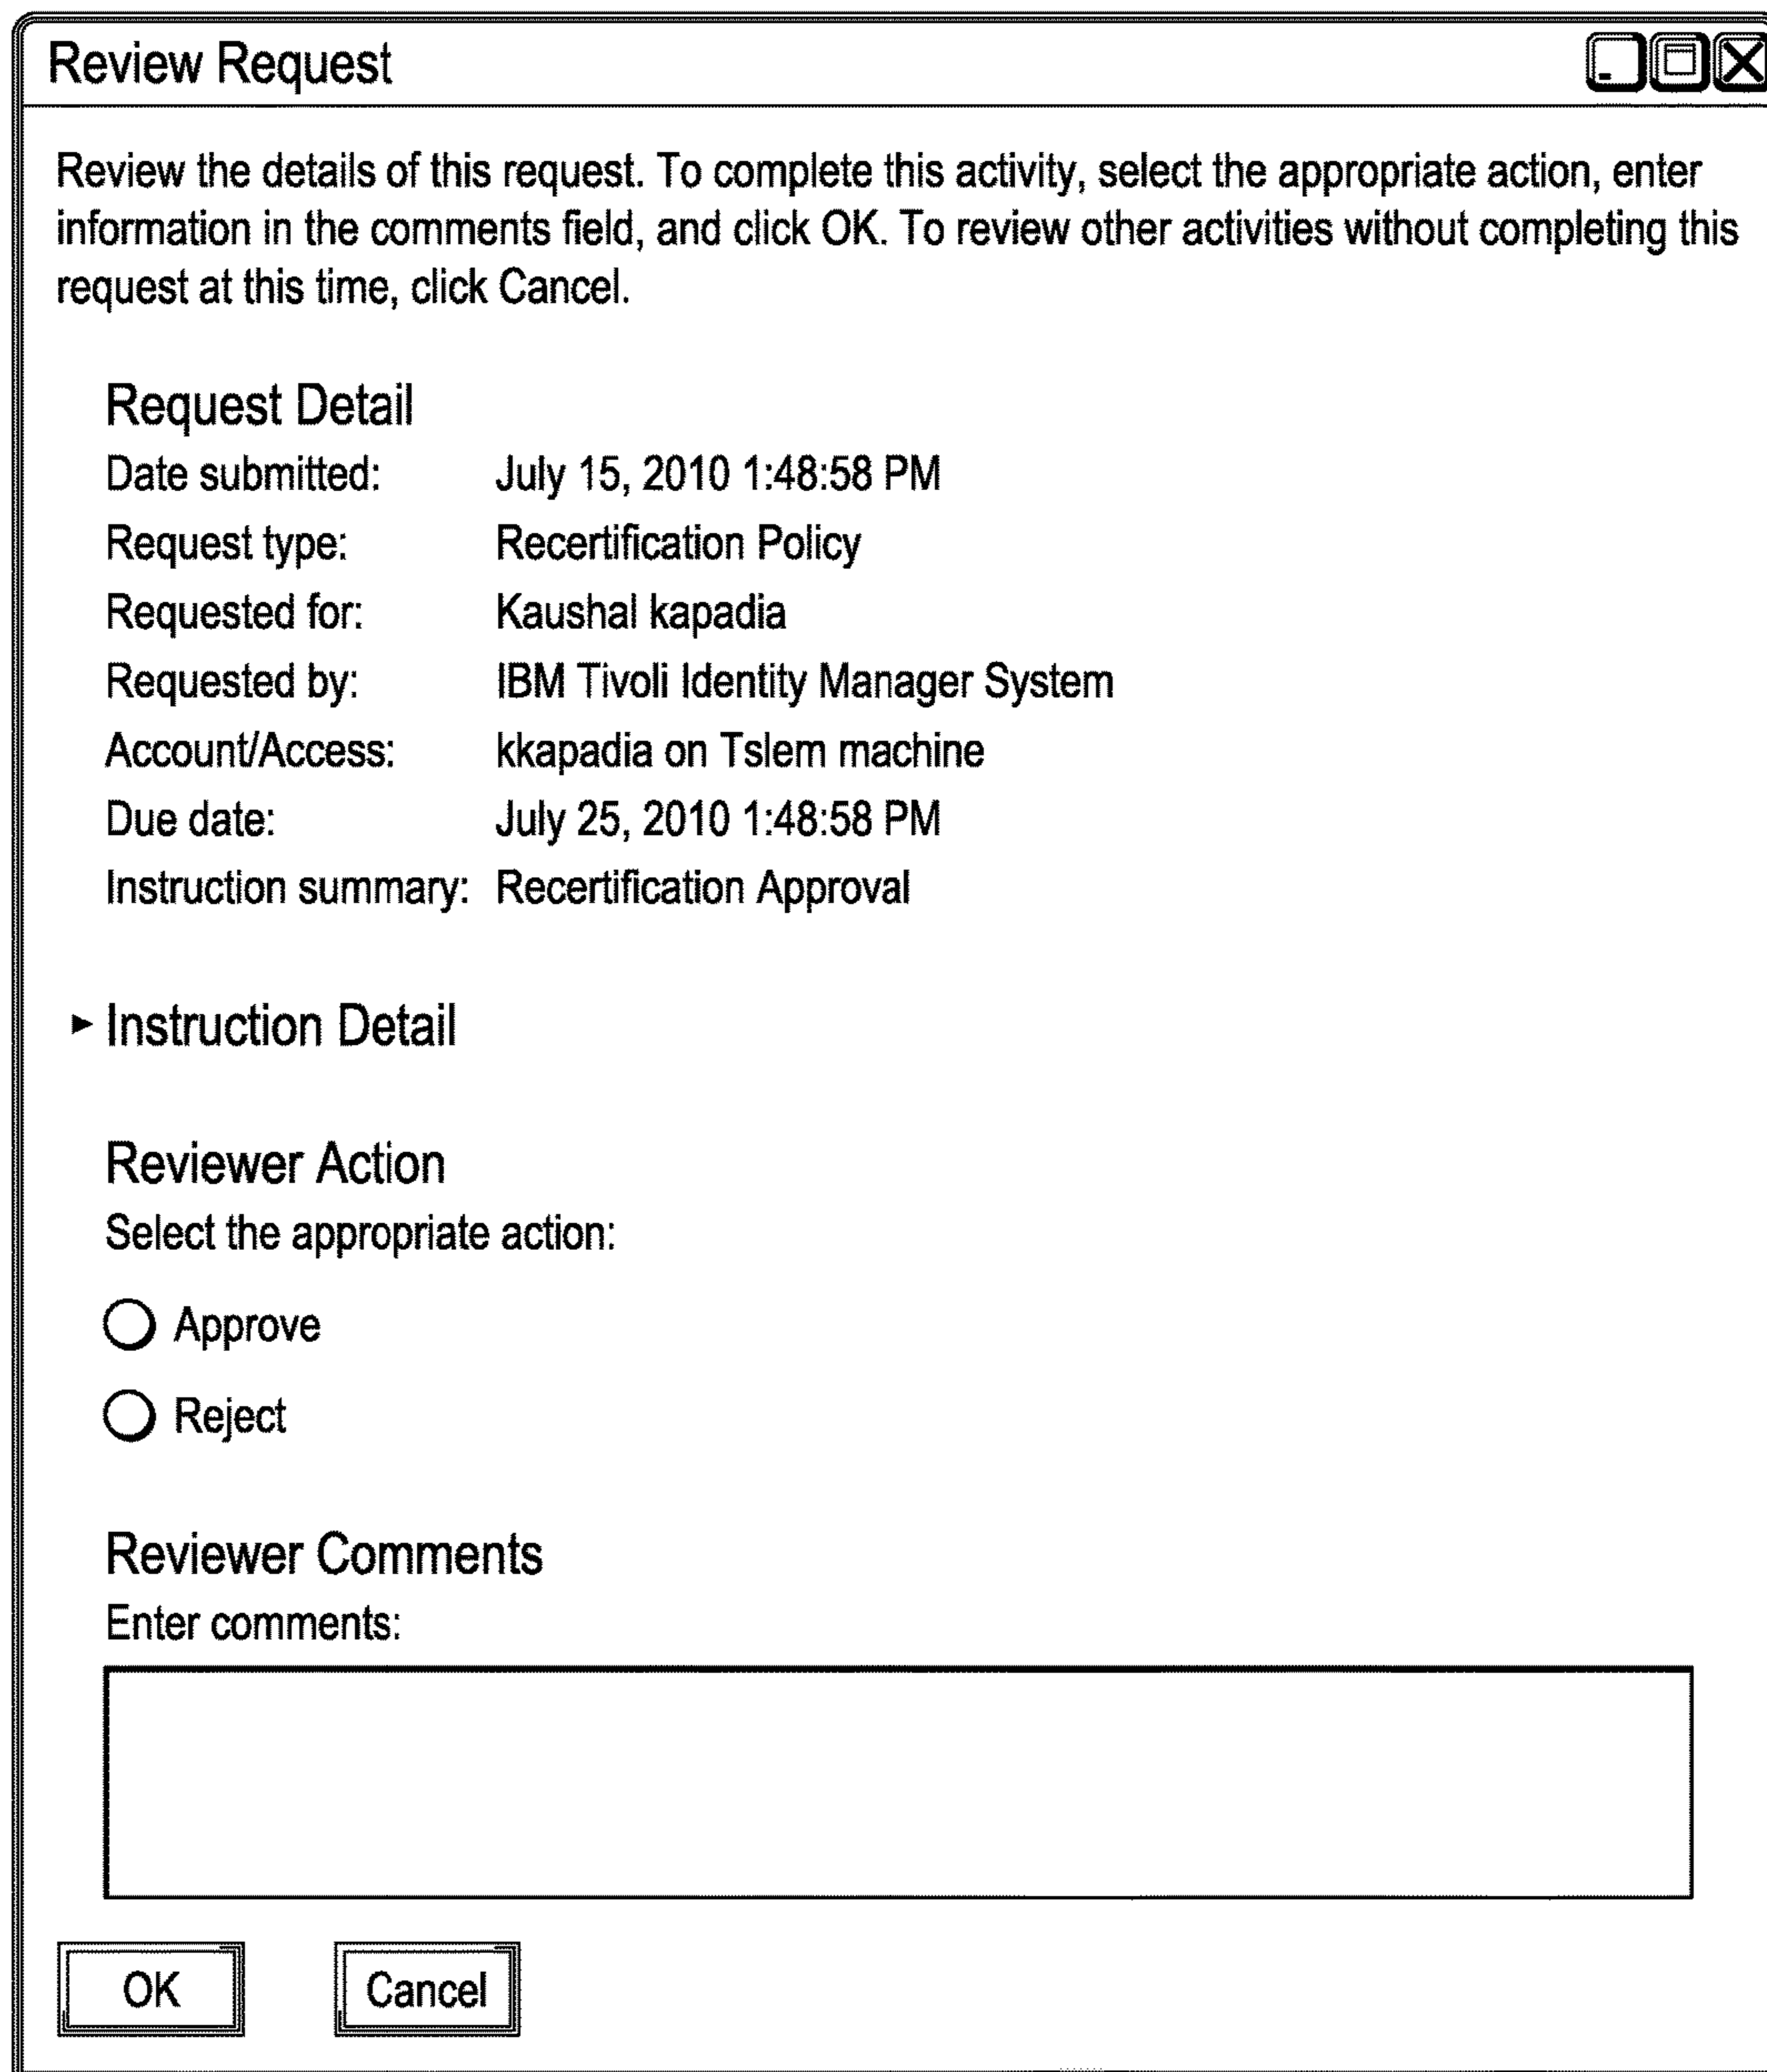 Review Request
Review the details of this request. To complete this activity, select the appropriate action, enter
information in the comments field, and click OK. To review other activities without completing this
request at this time, click Cancel.
Request Detail
Date submitted: July 15, 2010 1:48:58 PM
Request type: Recertification Policy
Requested for: Kaushal kapadia
Requested by: IBM Tivoli Identity Manager System
Account/Access: kkapadia on Tslem machine
Due date: July 25, 2010 1:48:58 PM
Instruction summary: Recertification Approval
Instruction Detail
Reviewer Action
Select the appropriate action:
Approve
Reject
Reviewer Comments
Enter comments:
OK Cancel